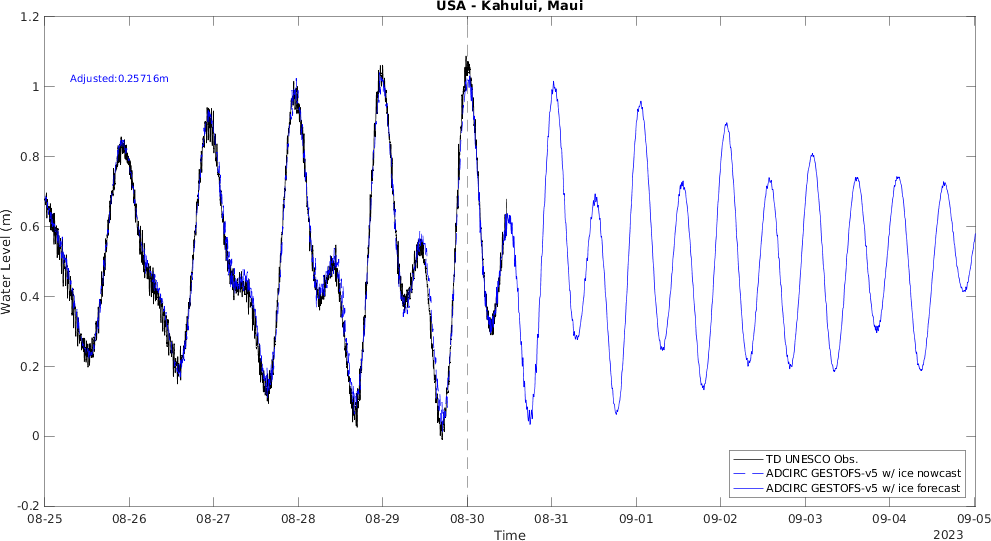 USA - Kahului, Maui
1.2
1
0.8
0.6
0.4
0.2
0
-0.2
Water Level (m)
Adjusted:0.25716m
TD UNESCO Obs.
ADCIRC GESTOFS-v5 w/ ice nowcast
ADCIRC GESTOFS-v5 w/ ice forecast
08-25 08-26 08-27 08-28 08-29 08-30 08-31 09-01 09-02 09-03 09-04 09-05
Time
2023